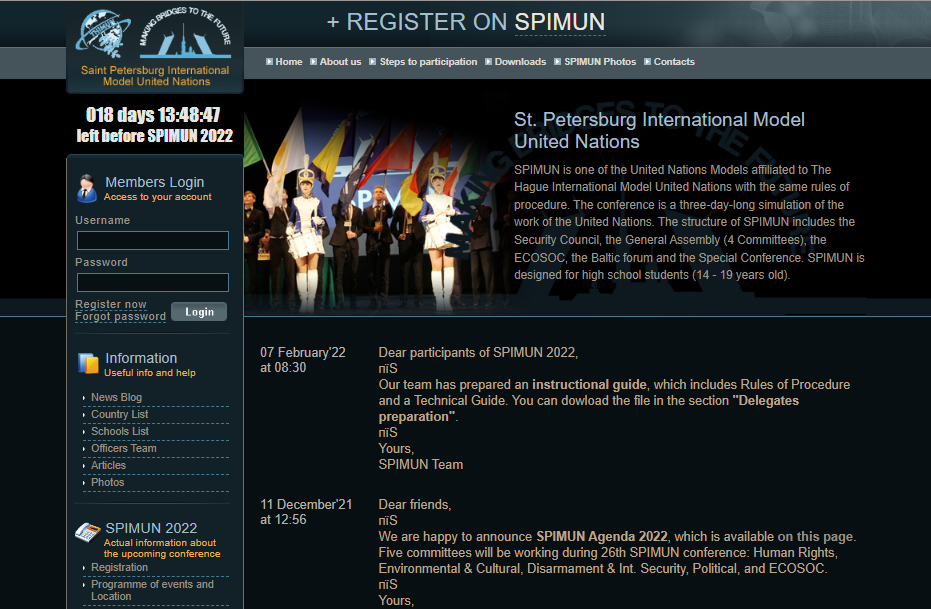 + REGISTER ON SPIMUN
MAKING BRIDGES TO THE FUTURE
SPIMUN
Saint Petersburg International
Model United Nations
Home
About us
Steps to participation
Downloads
SPIMUN Photos
Contacts
018 days 13:48:47
left before SPIMUN 2022
Members Login
Access to your account
Username
Password
Register now
Forgot password
Login
Information
Useful info and help
News Blog
Country List
Schools List
Officers Team
Articles
Photos
SPIMUN 2022
Actual information about
the upcoming conference
Registration
Programme of events and
Location
St. Petersburg International Model
United Nations
SPIMUN is one of the United Nations Models affiliated to The
Hague International Model United Nations with the same rules of
procedure. The conference is a three-day-long simulation of the
work of the United Nations. The structure of SPIMUN includes the
Security Council, the General Assembly (4 Committees), the
ECOSOC, the Baltic forum and the Special Conference. SPIMUN is
designed for high school students (14 - 19 years old).
07 February'22
at 08:30
Dear participants of SPIMUN 2022,
пїЅ
Our team has prepared an instructional guide, which includes Rules of Procedure
and a Technical Guide. You can dowload the file in the section "Delegates
preparation".
пїЅ
Yours,
SPIMUN Team
11 December'21
at 12:56
Dear friends,
пїЅ
We are happy to announce SPIMUN Agenda 2022, which is available on this page.
Five committees will be working during 26th SPIMUN conference: Human Rights,
Environmental & Cultural, Disarmament & Int. Security, Political, and ECOSOC.
пїЅ
Yours,